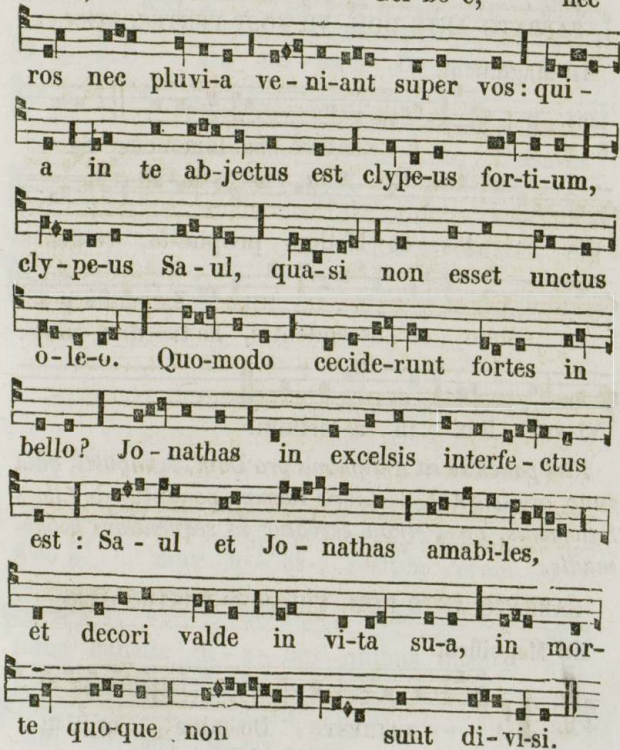 nec
ros nec pluvi-a ve-ni-ant super vos: qui-
a in te ab-jectus est clype-us for-ti-um,
cly-pe-us Sa-ul, qua-si non esset unctus
o-le-o. Quo-modo cecide-runt fortes in
bello? Jo-nathas in excelsis interfe-ctus
est : Sa-ul et Jo-nathas amabi-les,
et decori valde in vi-ta su-a, in mor-
te quo-que non sunt di-vi-si.